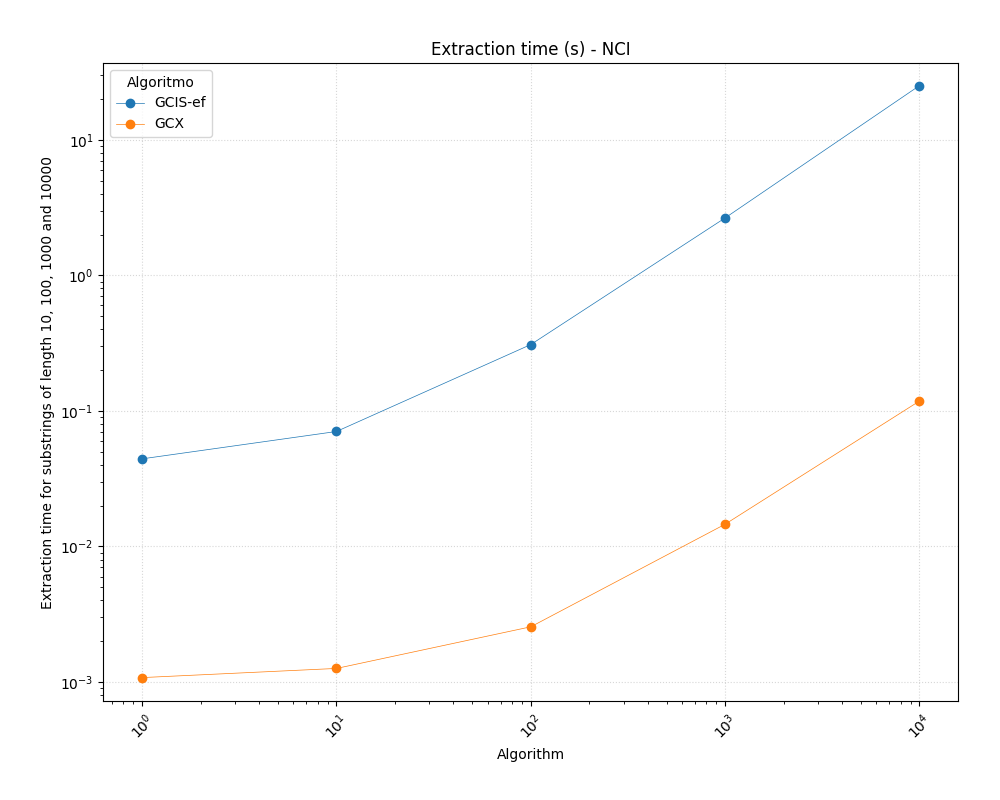 Extraction time (s) - NCI
Algoritmo
GCIS-ef
GCX
Extraction time for substrings of length 10, 100, 1000 and 10000
10¹
10⁰
10⁻¹
10⁻²
10⁻³
10⁰
10¹
10²
10³
10⁴
Algorithm